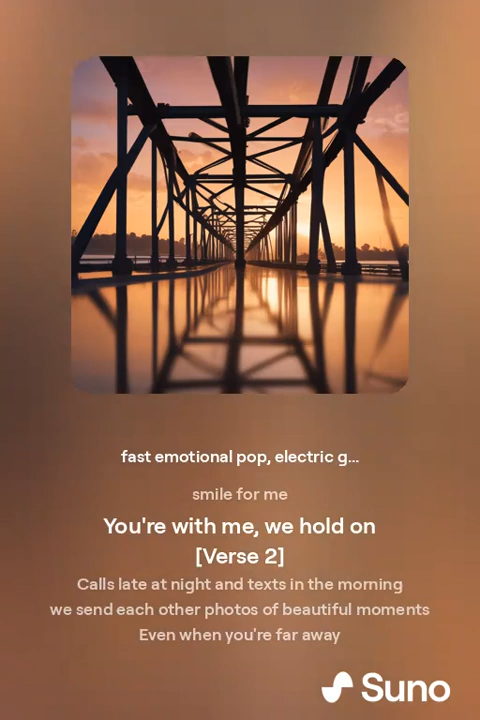 fast emotional pop, electric g...
smile for me
You're with me, we hold on
[Verse 2]
Calls late at night and texts in the morning
we send each other photos of beautiful moments
Even when you're far away
Suno